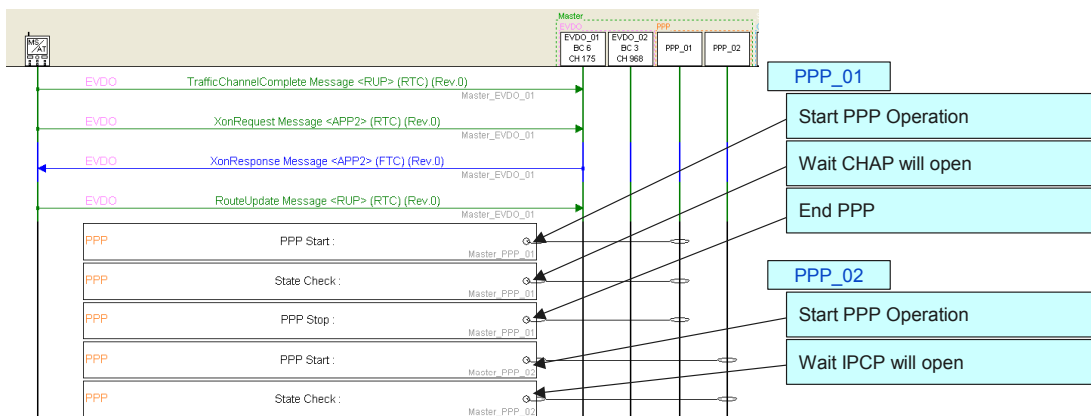 Master
EVDO
PPP
MS/
AT
EVDO_01
BC 6
CH 175
EVDO_02
BC 3
CH 968
PPP_01
PPP_02
EVDO TrafficChannelComplete Message <RUP> (RTC) (Rev.0)
Master_EVDO_01
EVDO XonRequest Message <APP2> (RTC) (Rev.0)
Master_EVDO_01
EVDO XonResponse Message <APP2> (FTC) (Rev.0)
Master_EVDO_01
EVDO RouteUpdate Message <RUP> (RTC) (Rev.0)
Master_EVDO_01
PPP PPP Start :
Master_PPP_01
PPP State Check :
Master_PPP_01
PPP PPP Stop :
Master_PPP_01
PPP PPP Start :
Master_PPP_02
PPP State Check :
Master_PPP_02
PPP_01
Start PPP Operation
Wait CHAP will open
End PPP
PPP_02
Start PPP Operation
Wait IPCP will open